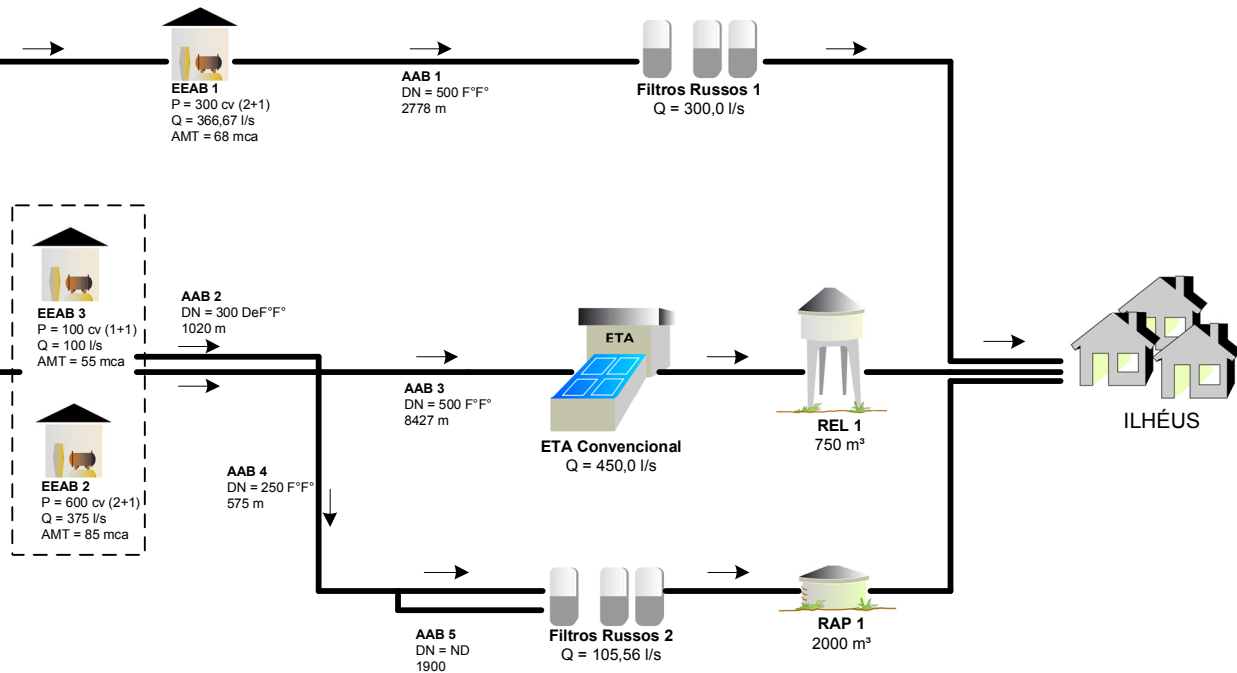 EEAB 1
P = 300 cv (2+1)
Q = 366,67 l/s
AMT = 68 mca
AAB 1
DN = 500 F°F°
2778 m
Filtros Russos 1
Q = 300,0 l/s
EEAB 3
P = 100 cv (1+1)
Q = 100 l/s
AMT = 55 mca
AAB 2
DN = 300 DeF°F°
1020 m
EEAB 2
P = 600 cv (2+1)
Q = 375 l/s
AMT = 85 mca
AAB 3
DN = 500 F°F°
8427 m
ETA
ETA Convencional
Q = 450,0 l/s
REL 1
750 m³
ILHÉUS
AAB 4
DN = 250 F°F°
575 m
AAB 5
DN = ND
1900
Filtros Russos 2
Q = 105,56 l/s
RAP 1
2000 m³